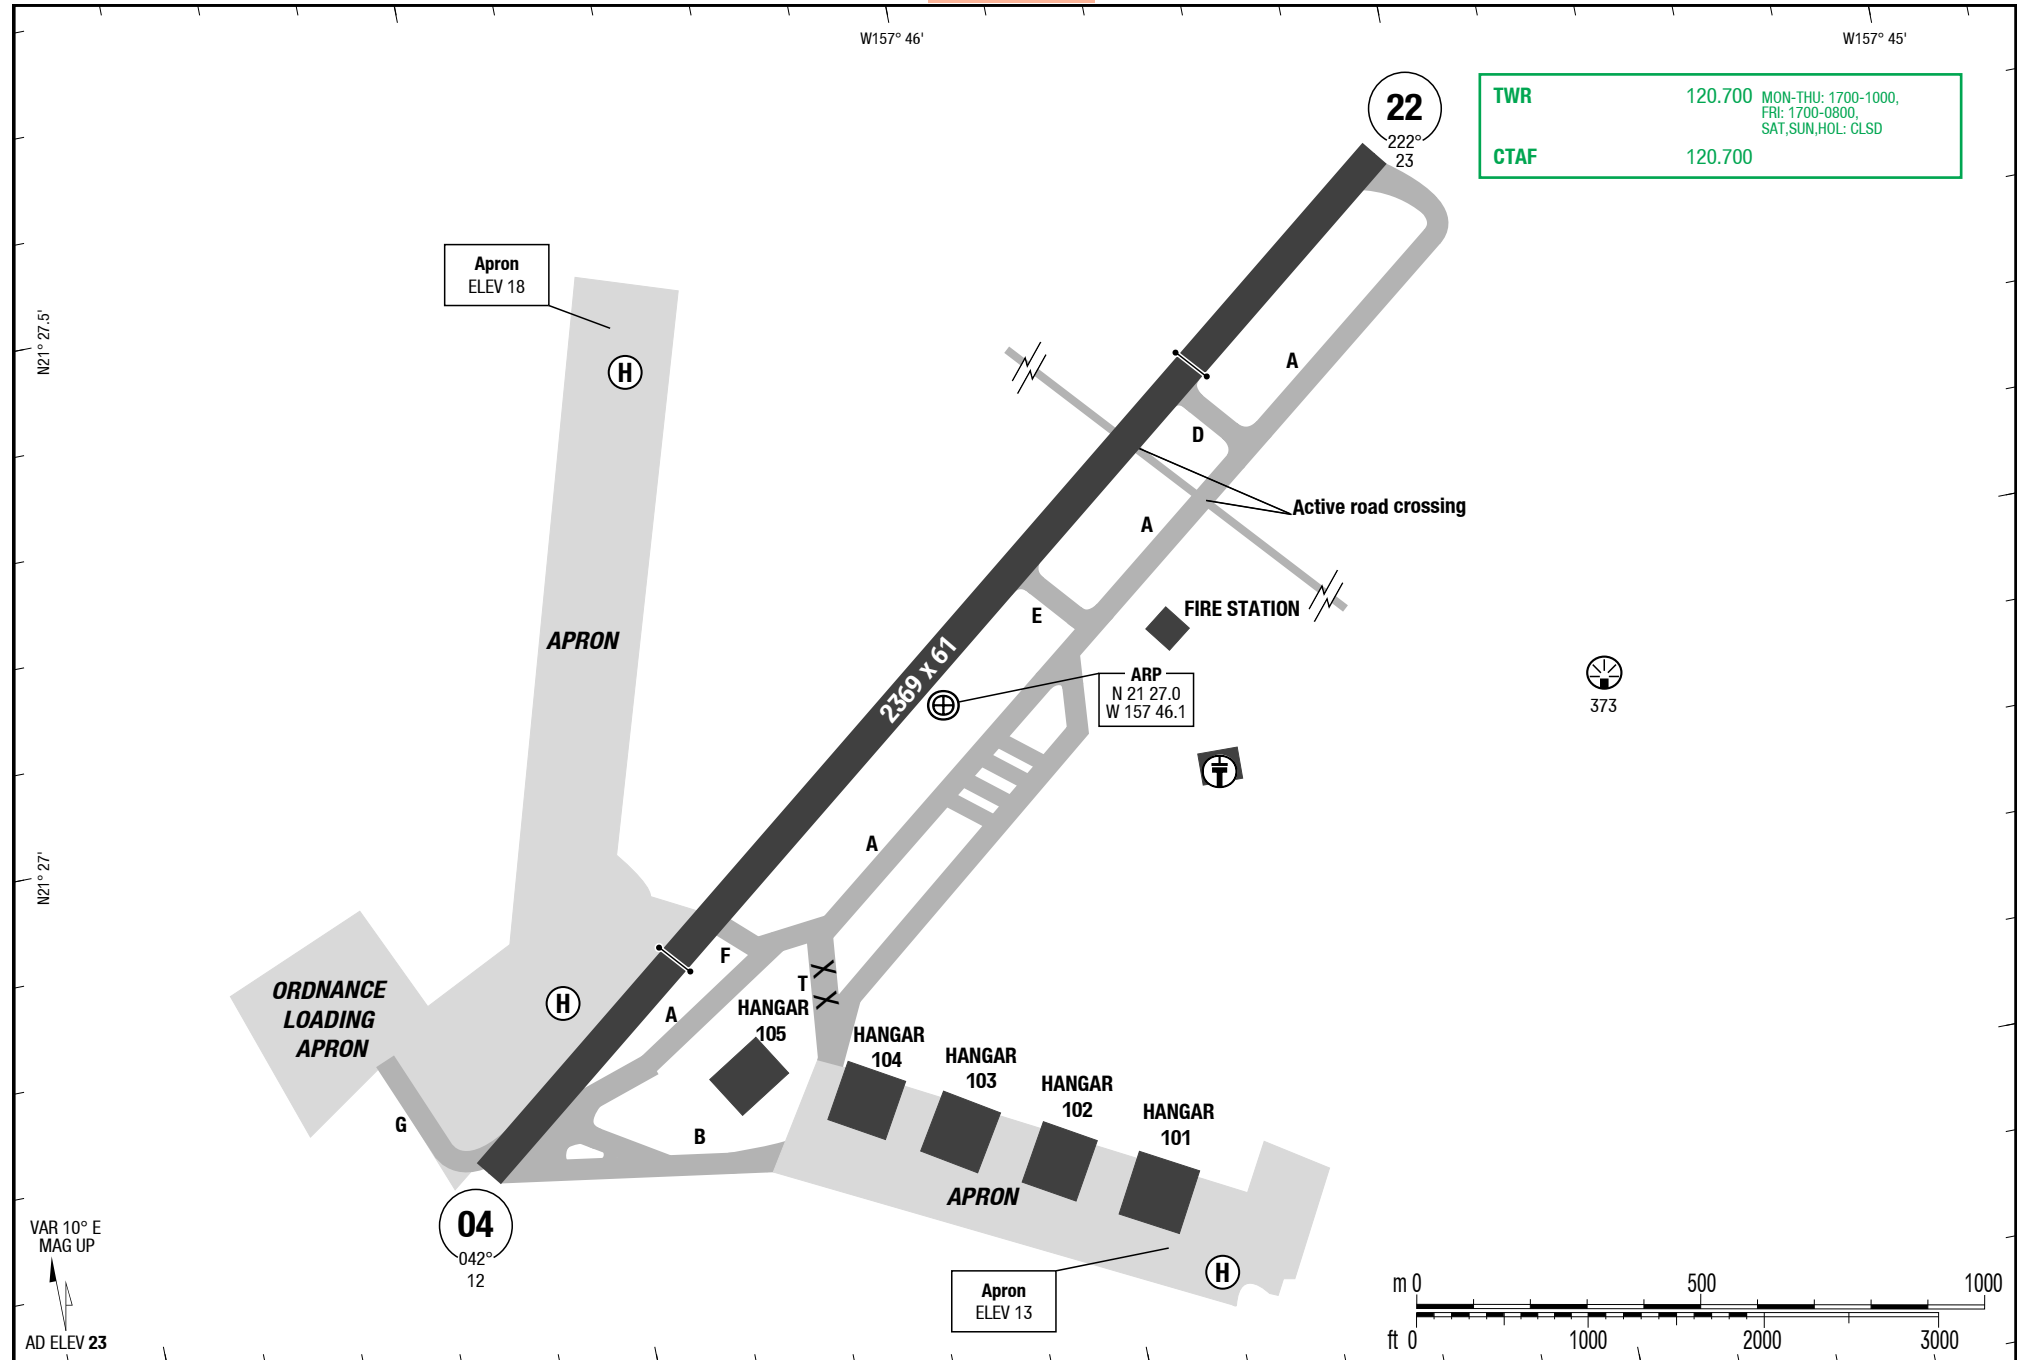 W157° 46'
W157° 45'
22
222°
23
TWR 120.700 MON-THU: 1700-1000,
FRI: 1700-0800,
SAT,SUN,HOL: CLSD
CTAF 120.700
Apron
ELEV 18
N21° 27.5'
H
A
D
Active road crossing
A
FIRE STATION
E
APRON
2369 x 61
ARP
N 21 27.0
W 157 46.1
373
T
A
N21° 27'
F
T
ORDNANCE
LOADING
APRON
H
A
HANGAR
105
HANGAR
104
HANGAR
103
HANGAR
102
HANGAR
101
G
B
APRON
04
042°
12
VAR 10° E
MAG UP
AD ELEV 23
Apron
ELEV 13
H
m 0 500 1000
ft 0 1000 2000 3000